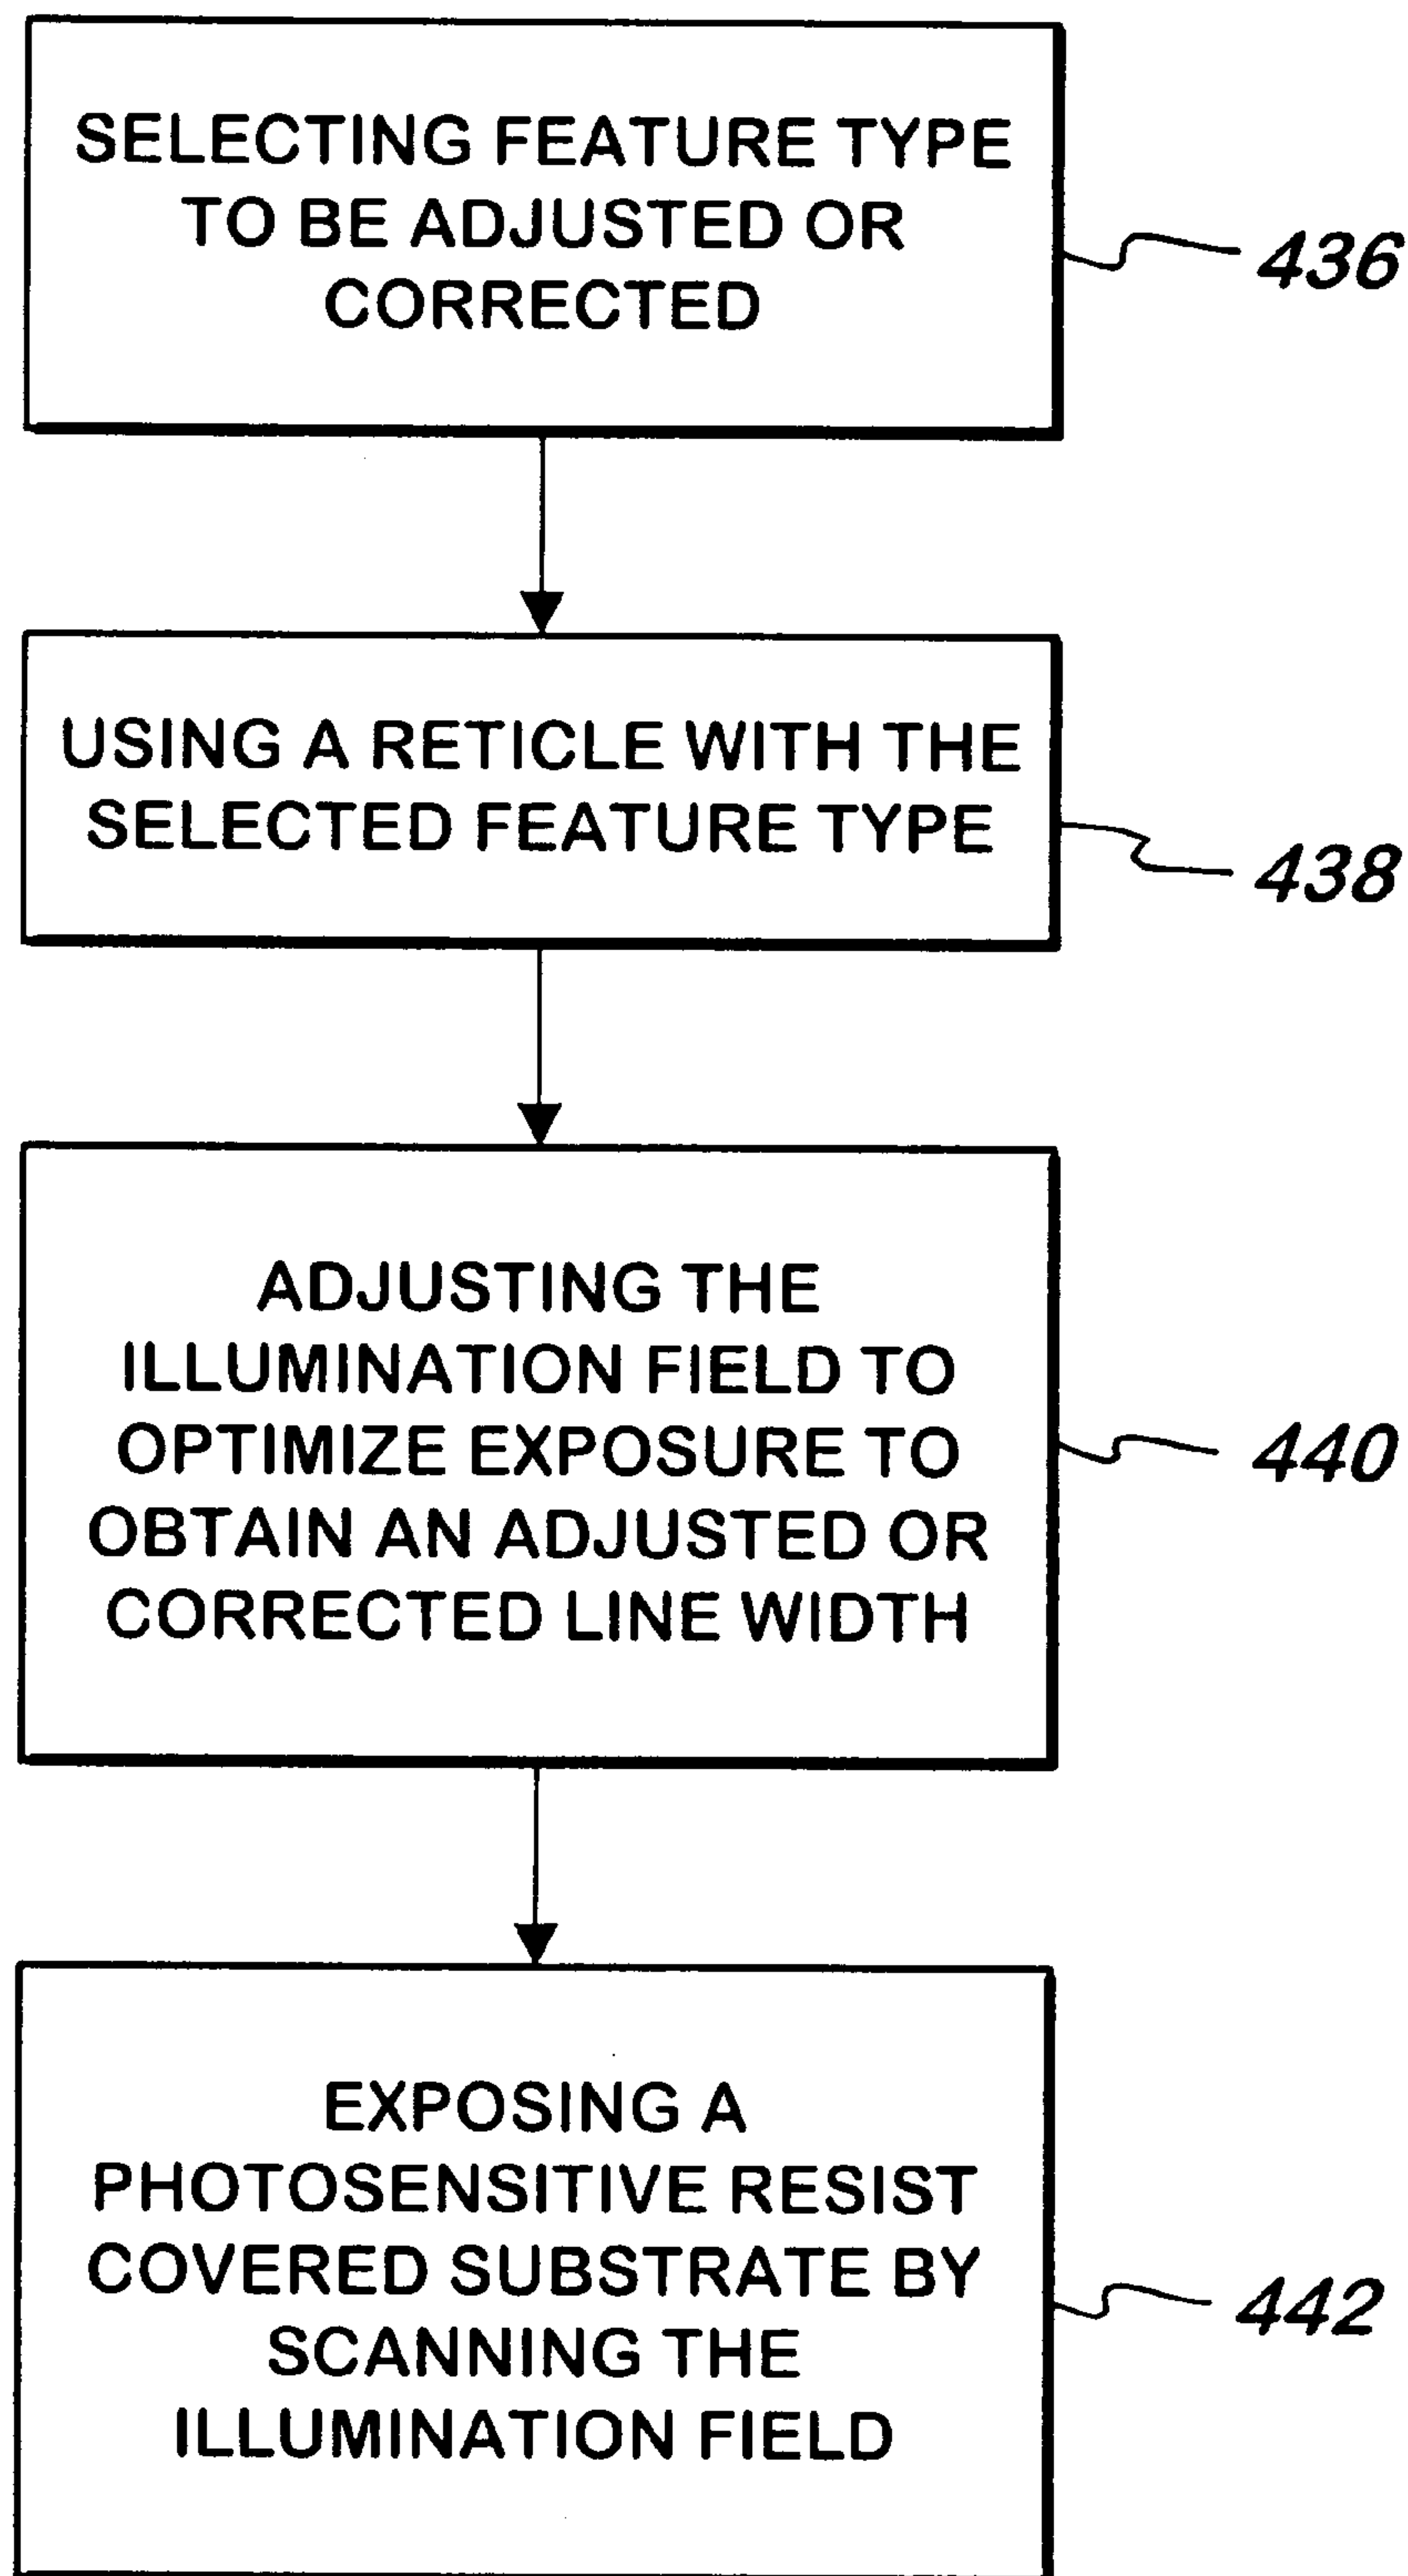 SELECTING FEATURE TYPE
TO BE ADJUSTED OR
CORRECTED
436
USING A RETICLE WITH THE
SELECTED FEATURE TYPE
438
ADJUSTING THE
ILLUMINATION FIELD TO
OPTIMIZE EXPOSURE TO
OBTAIN AN ADJUSTED OR
CORRECTED LINE WIDTH
440
EXPOSING A
PHOTOSENSITIVE RESIST
COVERED SUBSTRATE BY
SCANNING THE
ILLUMINATION FIELD
442